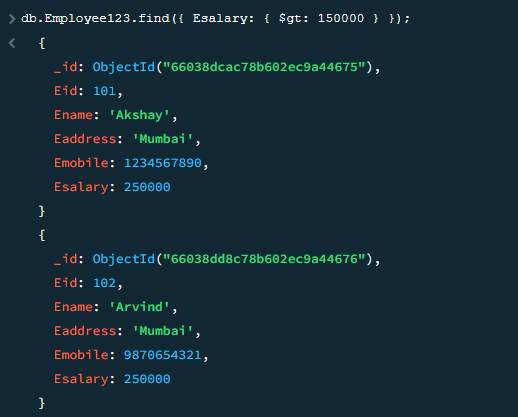 > db.Employee123.find({ Esalary: { $gt: 150000 } });
< {
_id: ObjectId("66038dcac78b602ec9a44675"),
Eid: 101,
Ename: 'Akshay',
Eaddress: 'Mumbai',
Emobile: 1234567890,
Esalary: 250000
}
{
_id: ObjectId("66038dd8c78b602ec9a44676"),
Eid: 102,
Ename: 'Arvind',
Eaddress: 'Mumbai',
Emobile: 9870654321,
Esalary: 250000
}